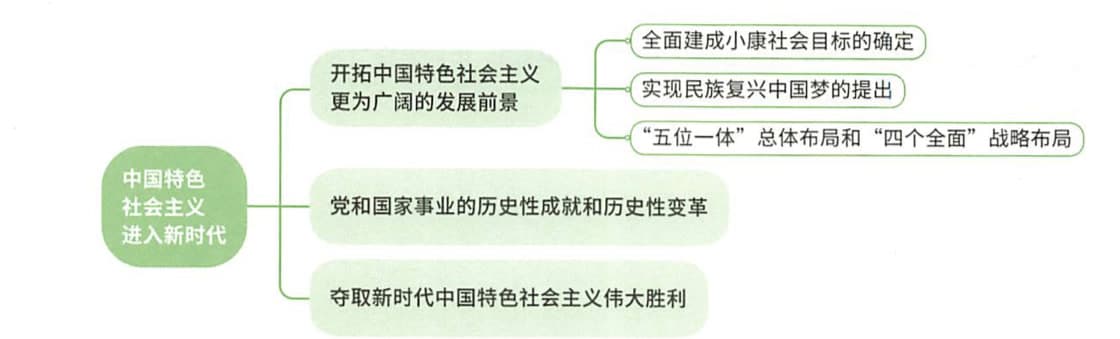 中国特色
社会主义
进入新时代
开拓中国特色社会主义
更为广阔的发展前景
全面建成小康社会目标的确定
实现民族复兴中国梦的提出
“五位一体”总体布局和“四个全面”战略布局
党和国家事业的历史性成就和历史性变革
夺取新时代中国特色社会主义伟大胜利